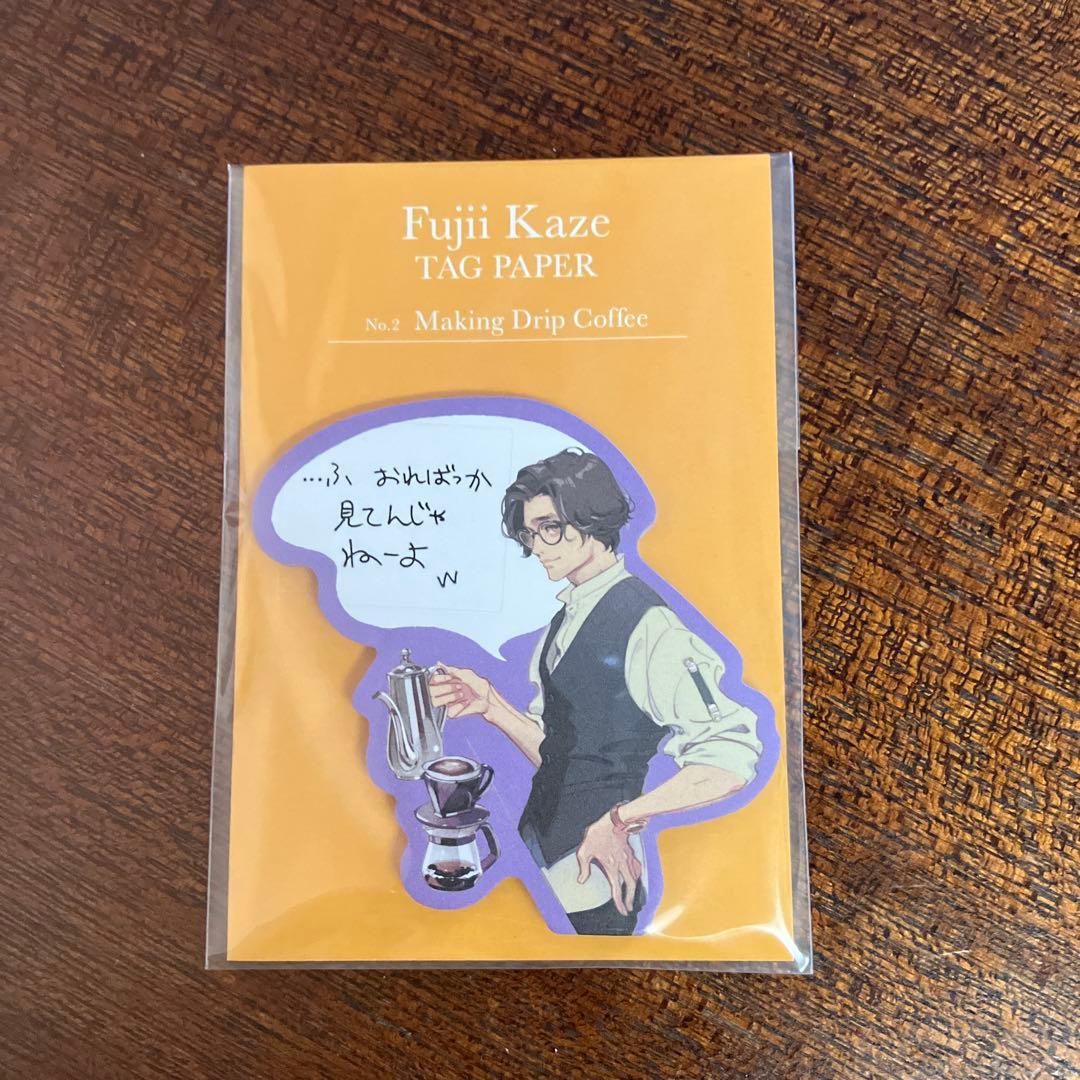 Fujii Kaze
TAG PAPER
No.2 Making Drip Coffee
…ふ おればっか
見てんじゃ
ねーよ
w